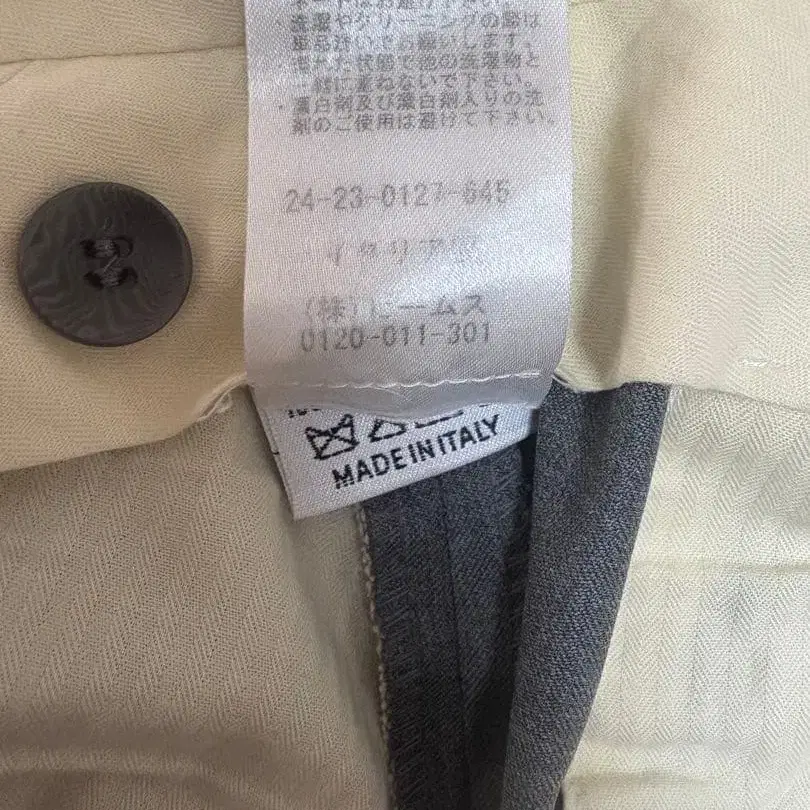 ・洗濯やクリーニングの際は
単品洗いをお願いします。
濡れた状態で他の洗濯物と
一緒に重ねないで下さい。
・漂白剤及び漂白剤入りの洗
剤のご使用は避けて下さい。
24-23-0127-645
イタリア製
(株)ビームス
0120-011-301
MADE IN ITALY